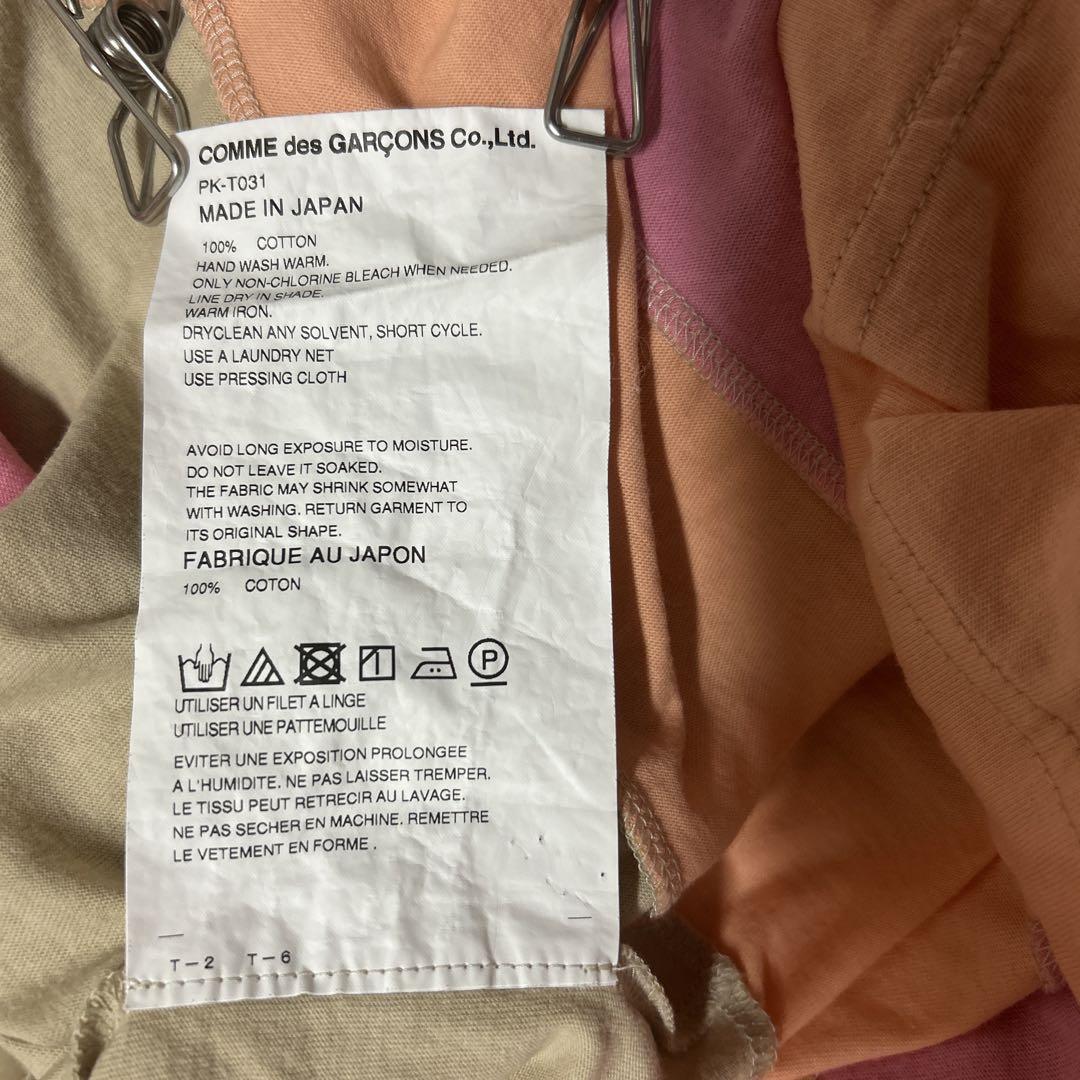 COMME des GARÇONS Co.,Ltd.
PK-T031
MADE IN JAPAN
100% COTTON
HAND WASH WARM.
ONLY NON-CHLORINE BLEACH WHEN NEEDED.
LINE DRY IN SHADE.
WARM IRON.
DRYCLEAN ANY SOLVENT, SHORT CYCLE.
USE A LAUNDRY NET
USE PRESSING CLOTH
AVOID LONG EXPOSURE TO MOISTURE.
DO NOT LEAVE IT SOAKED.
THE FABRIC MAY SHRINK SOMEWHAT
WITH WASHING. RETURN GARMENT TO
ITS ORIGINAL SHAPE.
FABRIQUE AU JAPON
100% COTON
P
UTILISER UN FILET A LINGE
UTILISER UNE PATTEMOUILLE
EVITER UNE EXPOSITION PROLONGEE
A L'HUMIDITE. NE PAS LAISSER TREMPER.
LE TISSU PEUT RETRECIR AU LAVAGE.
NE PAS SECHER EN MACHINE. REMETTRE
LE VETEMENT EN FORME .
T-2 T-6